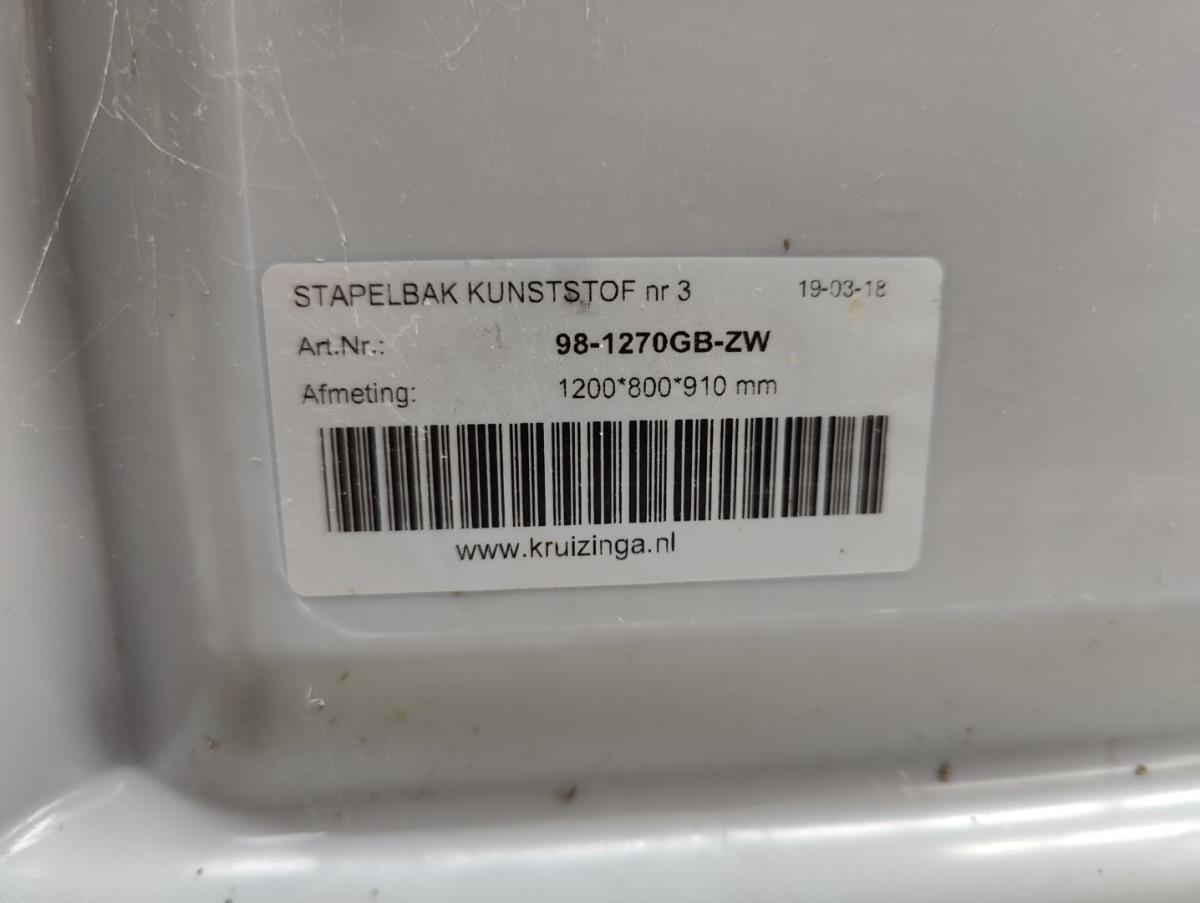 STAPELBAK KUNSTSTOF nr 3 19-03-18
Art.Nr.: 98-1270GB-ZW
Afmeting: 1200*800*910 mm
www.kruizinga.nl